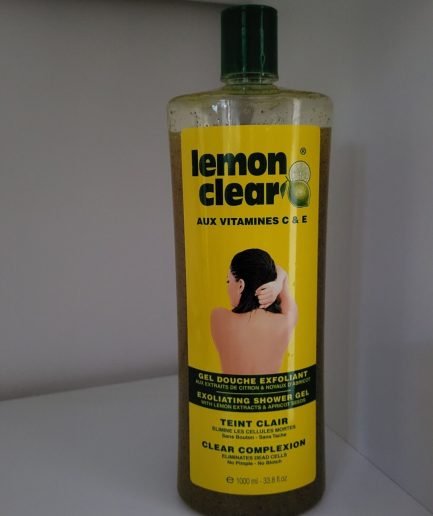 lemon
clear®
AUX VITAMINES C & E
GEL DOUCHE EXFOLIANT
AUX EXTRAITS DE CITRON & NOYAUX D'ABRICOT
EXFOLIATING SHOWER GEL
WITH LEMON EXTRACTS & APRICOT SEEDS
TEINT CLAIR
ELIMINE LES CELLULES MORTES
Sans Bouton - Sans Tache
CLEAR COMPLEXION
ELIMINATES DEAD CELLS
No Pimple - No Blotch
℮ 1000 ml - 33.8 fl.oz